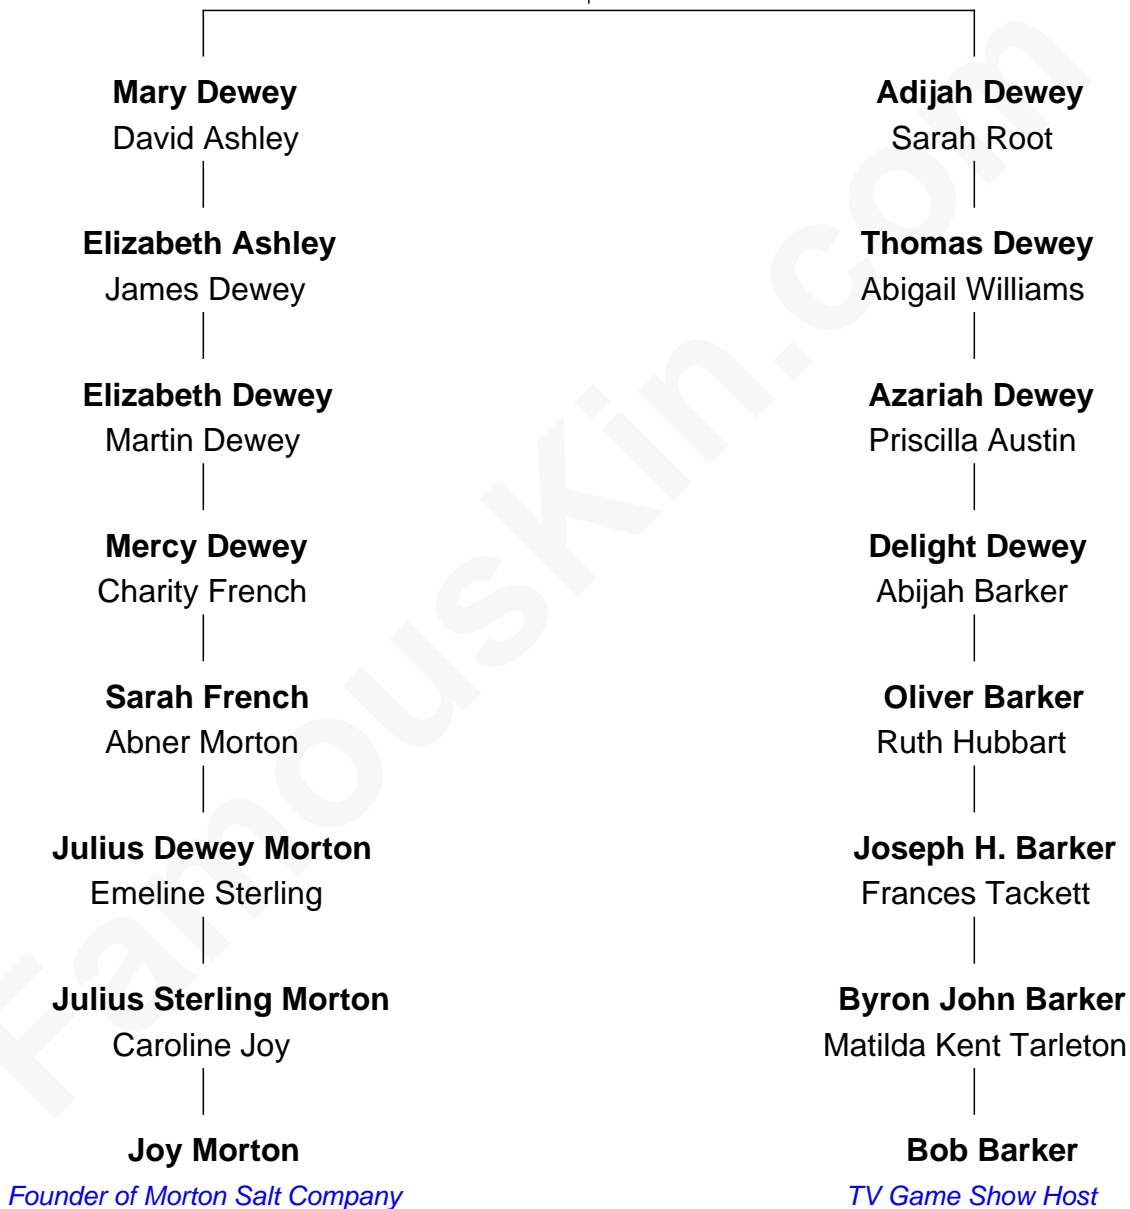 Mary Dewey
David Ashley
Adijah Dewey
Sarah Root
Elizabeth Ashley
James Dewey
Thomas Dewey
Abigail Williams
Elizabeth Dewey
Martin Dewey
Azariah Dewey
Priscilla Austin
Mercy Dewey
Charity French
Delight Dewey
Abijah Barker
Sarah French
Abner Morton
Oliver Barker
Ruth Hubbart
Julius Dewey Morton
Emeline Sterling
Joseph H. Barker
Frances Tackett
Julius Sterling Morton
Caroline Joy
Byron John Barker
Matilda Kent Tarleton
Joy Morton
Founder of Morton Salt Company
Bob Barker
TV Game Show Host
FamousKin.com